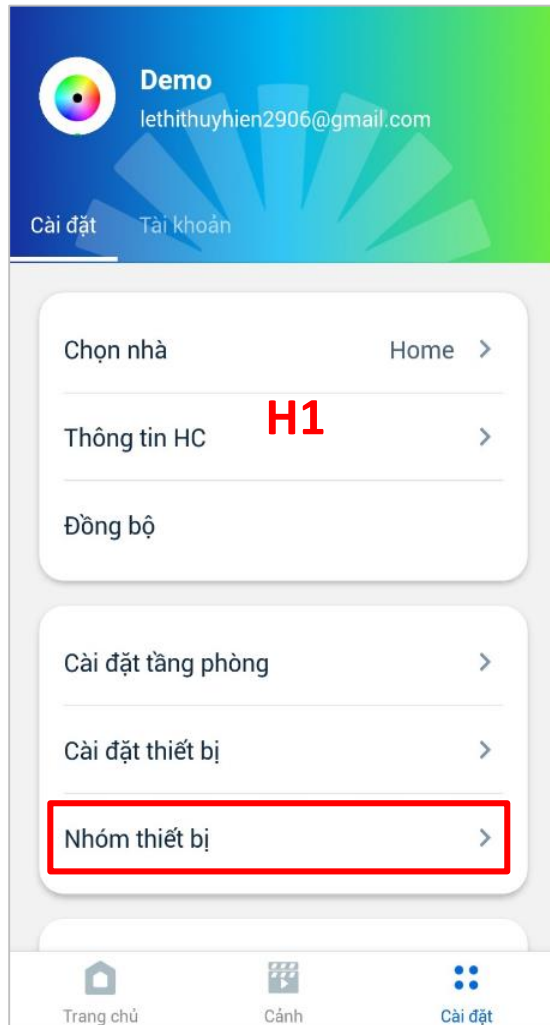 Demo
lethithuyhien2906@gmail.com
Cài đặt Tài khoản
Chọn nhà Home
H1
Thông tin HC
Đồng bộ
Cài đặt tầng phòng
Cài đặt thiết bị
Nhóm thiết bị
Trang chủ Cảnh Cài đặt